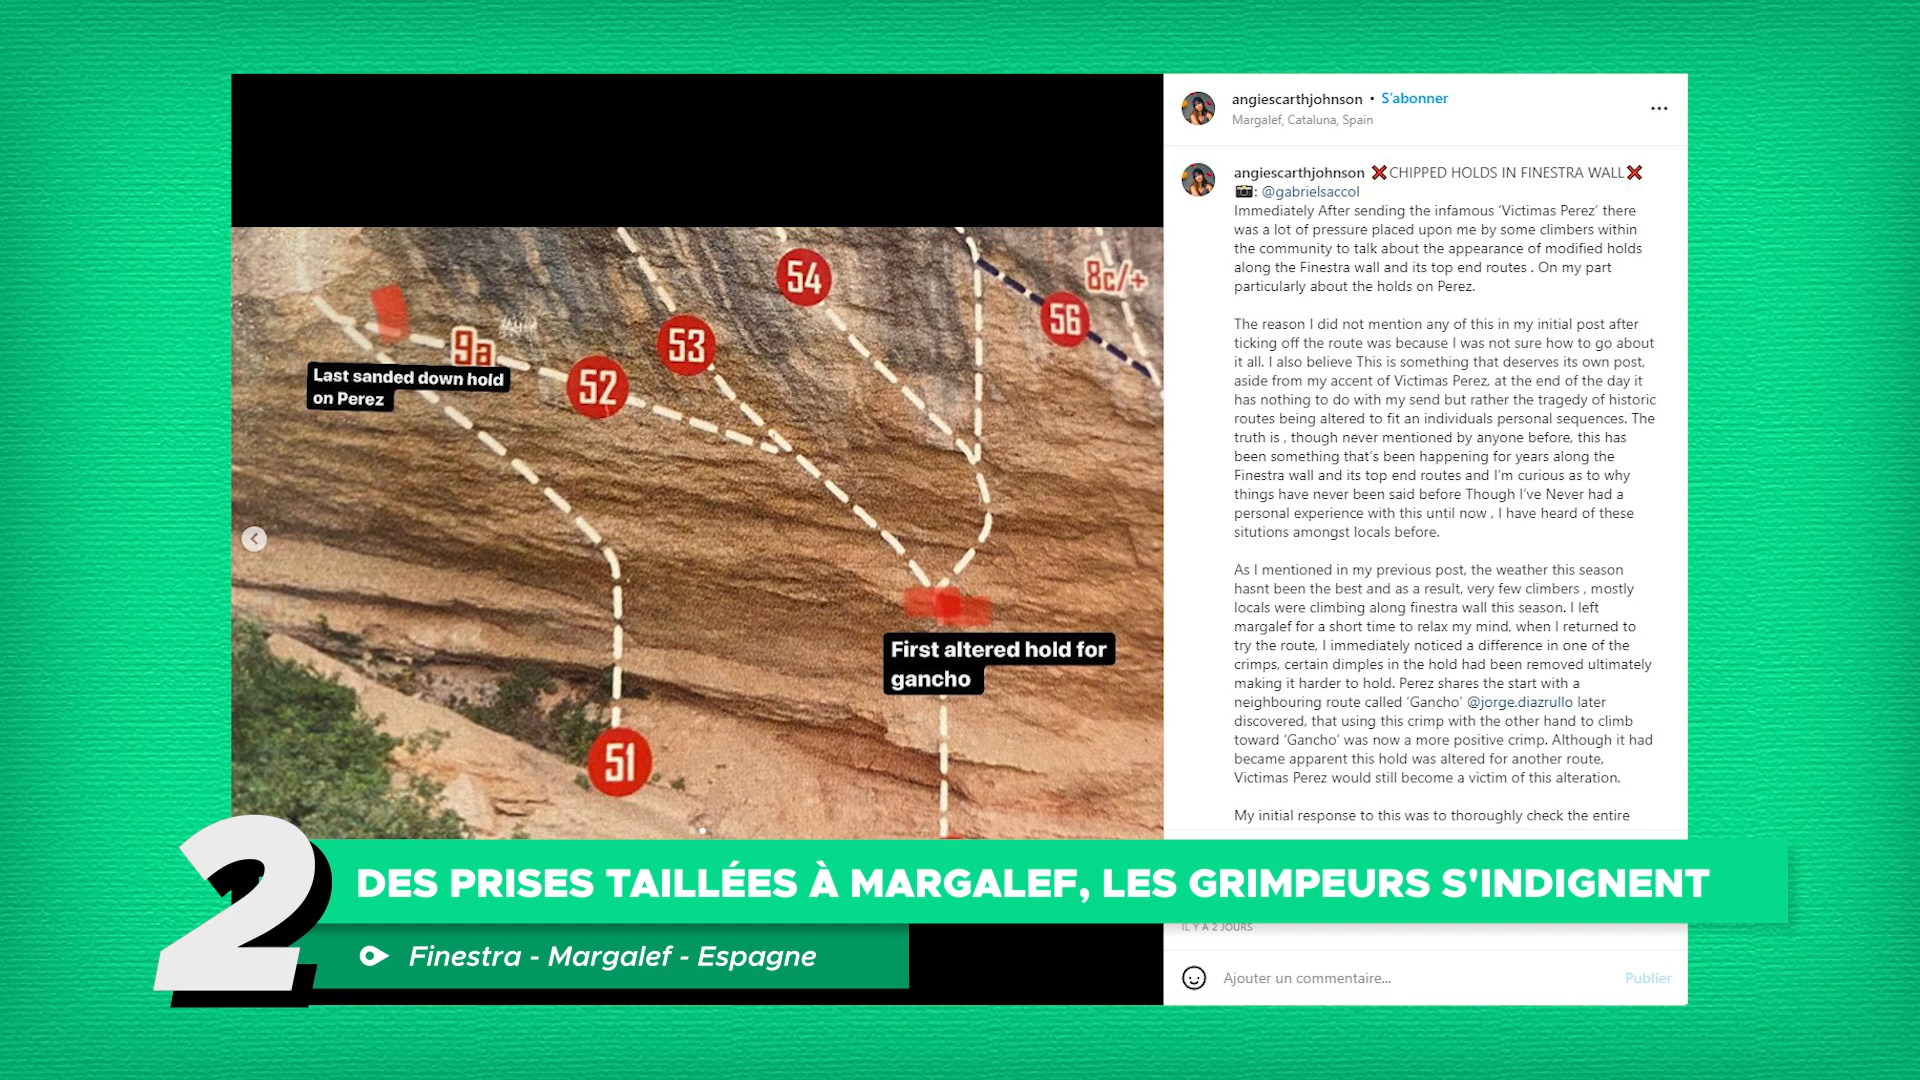 angiescarthjohnson • S'abonner
Margalef, Cataluna, Spain
angiescarthjohnson ❌CHIPPED HOLDS IN FINESTRA WALL❌
📷: @gabrielsaccol
Immediately After sending the infamous ‘Victimas Perez’ there
was a lot of pressure placed upon me by some climbers within
the community to talk about the appearance of modified holds
along the Finestra wall and its top end routes . On my part
particularly about the holds on Perez.
The reason I did not mention any of this in my initial post after
ticking off the route was because I was not sure how to go about
it all. I also believe This is something that deserves its own post,
aside from my accent of Victimas Perez, at the end of the day it
has nothing to do with my send but rather the tragedy of historic
routes being altered to fit an individuals personal sequences. The
truth is , though never mentioned by anyone before, this has
been something that’s been happening for years along the
Finestra wall and its top end routes and I’m curious as to why
things have never been said before Though I’ve Never had a
personal experience with this until now , I have heard of these
situtions amongst locals before.
As I mentioned in my previous post, the weather this season
hasnt been the best and as a result, very few climbers , mostly
locals were climbing along finestra wall this season. I left
margalef for a short time to relax my mind, when I returned to
try the route, I immediately noticed a difference in one of the
crimps, certain dimples in the hold had been removed ultimately
making it harder to hold. Perez shares the start with a
neighbouring route called ‘Gancho’ @jorge.diazrullo later
discovered, that using this crimp with the other hand to climb
toward ‘Gancho’ was now a more positive crimp. Although it had
became apparent this hold was altered for another route,
Victimas Perez would still become a victim of this alteration.
My initial response to this was to thoroughly check the entire
54
8c/+
56
53
9a
52
Last sanded down hold
on Perez
First altered hold for
gancho
51
2
DES PRISES TAILLÉES À MARGALEF, LES GRIMPEURS S'INDIGNENT
Finestra - Margalef - Espagne
IL Y A 2 JOURS
Ajouter un commentaire... Publier